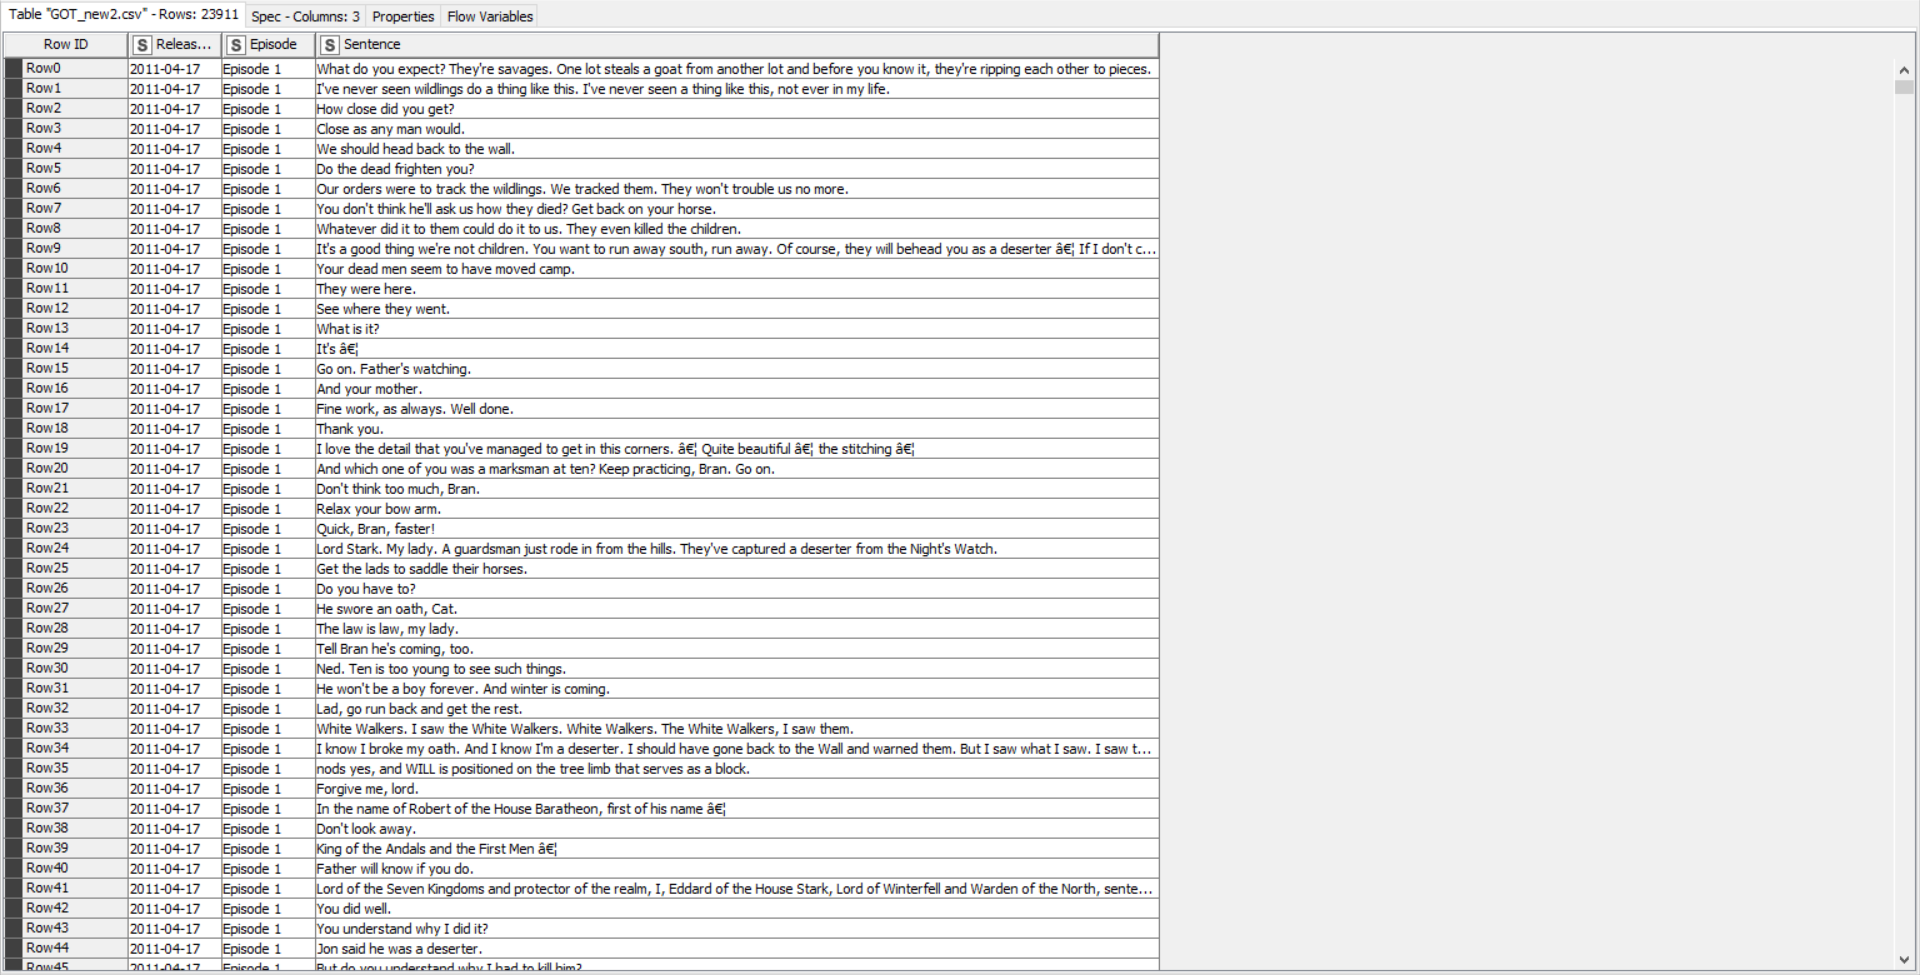 Table "GOT_new2.csv" - Rows: 23911 Spec - Columns: 3 Properties Flow Variables
Row ID S Releas... S Episode S Sentence
Row0 2011-04-17 Episode 1 What do you expect? They're savages. One lot steals a goat from another lot and before you know it, they're ripping each other to pieces.
Row1 2011-04-17 Episode 1 I've never seen wildlings do a thing like this. I've never seen a thing like this, not ever in my life.
Row2 2011-04-17 Episode 1 How close did you get?
Row3 2011-04-17 Episode 1 Close as any man would.
Row4 2011-04-17 Episode 1 We should head back to the wall.
Row5 2011-04-17 Episode 1 Do the dead frighten you?
Row6 2011-04-17 Episode 1 Our orders were to track the wildlings. We tracked them. They won't trouble us no more.
Row7 2011-04-17 Episode 1 You don't think he'll ask us how they died? Get back on your horse.
Row8 2011-04-17 Episode 1 Whatever did it to them could do it to us. They even killed the children.
Row9 2011-04-17 Episode 1 It's a good thing we're not children. You want to run away south, run away. Of course, they will behead you as a deserter â€¦ If I don't c...
Row10 2011-04-17 Episode 1 Your dead men seem to have moved camp.
Row11 2011-04-17 Episode 1 They were here.
Row12 2011-04-17 Episode 1 See where they went.
Row13 2011-04-17 Episode 1 What is it?
Row14 2011-04-17 Episode 1 It's â€¦
Row15 2011-04-17 Episode 1 Go on. Father's watching.
Row16 2011-04-17 Episode 1 And your mother.
Row17 2011-04-17 Episode 1 Fine work, as always. Well done.
Row18 2011-04-17 Episode 1 Thank you.
Row19 2011-04-17 Episode 1 I love the detail that you've managed to get in this corners. â€¦ Quite beautiful â€¦ the stitching â€¦
Row20 2011-04-17 Episode 1 And which one of you was a marksman at ten? Keep practicing, Bran. Go on.
Row21 2011-04-17 Episode 1 Don't think too much, Bran.
Row22 2011-04-17 Episode 1 Relax your bow arm.
Row23 2011-04-17 Episode 1 Quick, Bran, faster!
Row24 2011-04-17 Episode 1 Lord Stark. My lady. A guardsman just rode in from the hills. They've captured a deserter from the Night's Watch.
Row25 2011-04-17 Episode 1 Get the lads to saddle their horses.
Row26 2011-04-17 Episode 1 Do you have to?
Row27 2011-04-17 Episode 1 He swore an oath, Cat.
Row28 2011-04-17 Episode 1 The law is law, my lady.
Row29 2011-04-17 Episode 1 Tell Bran he's coming, too.
Row30 2011-04-17 Episode 1 Ned. Ten is too young to see such things.
Row31 2011-04-17 Episode 1 He won't be a boy forever. And winter is coming.
Row32 2011-04-17 Episode 1 Lad, go run back and get the rest.
Row33 2011-04-17 Episode 1 White Walkers. I saw the White Walkers. White Walkers. The White Walkers, I saw them.
Row34 2011-04-17 Episode 1 I know I broke my oath. And I know I'm a deserter. I should have gone back to the Wall and warned them. But I saw what I saw. I saw t...
Row35 2011-04-17 Episode 1 nods yes, and WILL is positioned on the tree limb that serves as a block.
Row36 2011-04-17 Episode 1 Forgive me, lord.
Row37 2011-04-17 Episode 1 In the name of Robert of the House Baratheon, first of his name â€¦
Row38 2011-04-17 Episode 1 Don't look away.
Row39 2011-04-17 Episode 1 King of the Andals and the First Men â€¦
Row40 2011-04-17 Episode 1 Father will know if you do.
Row41 2011-04-17 Episode 1 Lord of the Seven Kingdoms and protector of the realm, I, Eddard of the House Stark, Lord of Winterfell and Warden of the North, sente...
Row42 2011-04-17 Episode 1 You did well.
Row43 2011-04-17 Episode 1 You understand why I did it?
Row44 2011-04-17 Episode 1 Jon said he was a deserter.
Row45 2011-04-17 Episode 1 But do you understand why I had to kill him?